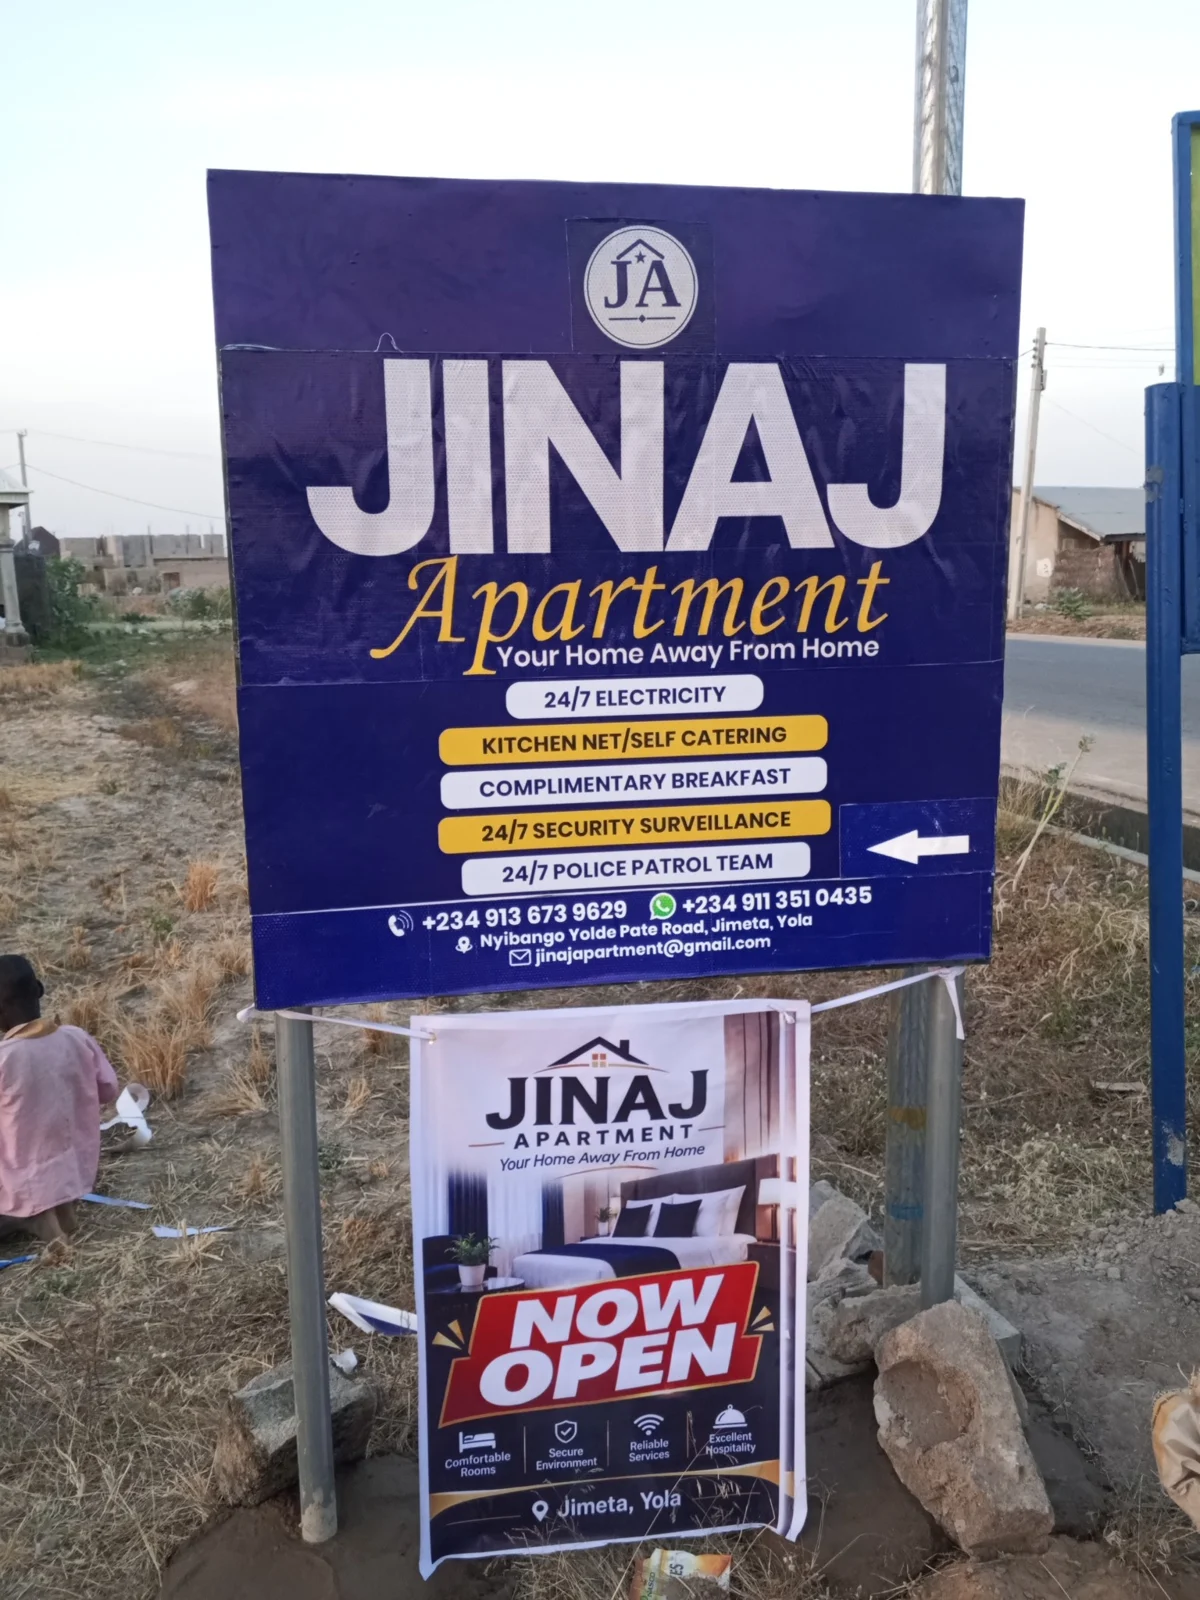 JA
JINAJ
Apartment
Your Home Away From Home
24/7 ELECTRICITY
KITCHEN NET/SELF CATERING
COMPLIMENTARY BREAKFAST
24/7 SECURITY SURVEILLANCE
24/7 POLICE PATROL TEAM
+234 913 673 9629 +234 911 351 0435
Nyibango Yolde Pate Road, Jimeta, Yola
jinajapartment@gmail.com
JINAJ
APARTMENT
Your Home Away From Home
NOW
OPEN
Comfortable Rooms
Secure Environment
Reliable Services
Excellent Hospitality
Jimeta, Yola